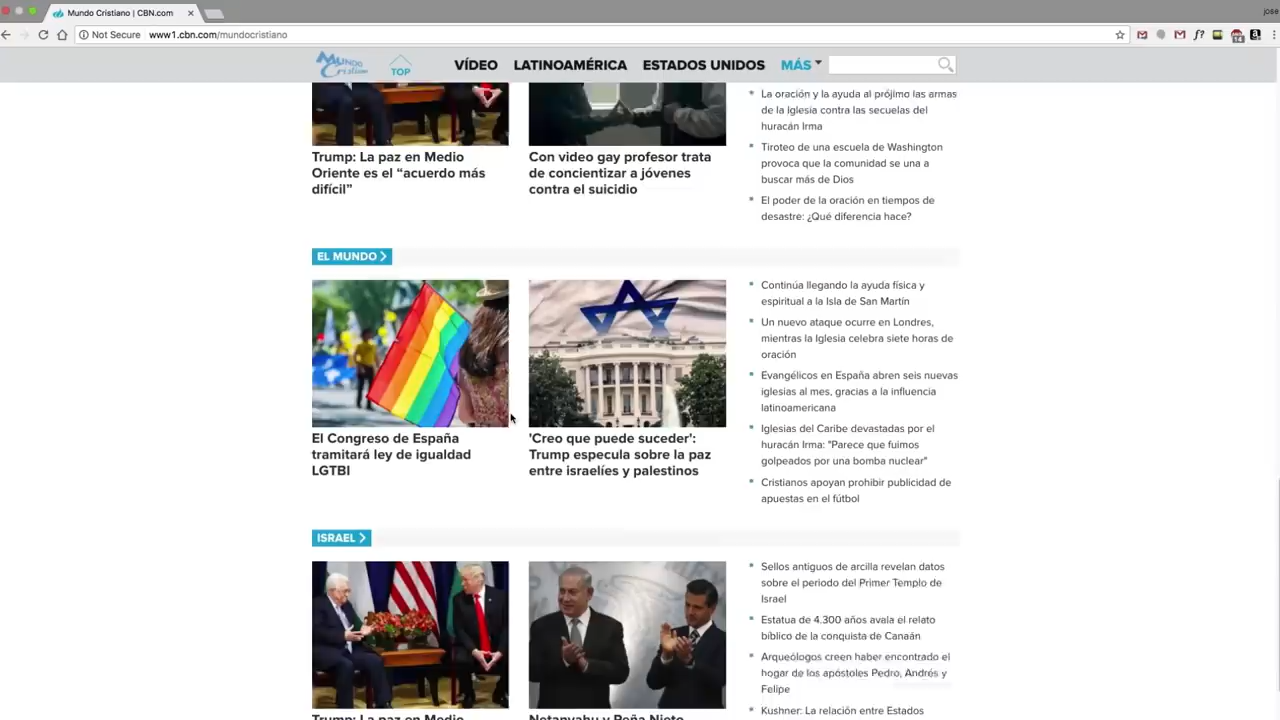 Mundo Cristiano | CBN.com
jose
Not Secure
www1.cbn.com/mundocristiano
14
Mundo
Cristiano
TOP
VÍDEO
LATINOAMÉRICA
ESTADOS UNIDOS
MÁS
Trump: La paz en Medio
Oriente es el “acuerdo más
difícil”
Con video gay profesor trata
de concientizar a jóvenes
contra el suicidio
La oración y la ayuda al prójimo las armas
de la Iglesia contra las secuelas del
huracán Irma
Tiroteo de una escuela de Washington
provoca que la comunidad se una a
buscar más de Dios
El poder de la oración en tiempos de
desastre: ¿Qué diferencia hace?
EL MUNDO
El Congreso de España
tramitará ley de igualdad
LGTBI
'Creo que puede suceder':
Trump especula sobre la paz
entre israelíes y palestinos
Continúa llegando la ayuda física y
espiritual a la Isla de San Martín
Un nuevo ataque ocurre en Londres,
mientras la Iglesia celebra siete horas de
oración
Evangélicos en España abren seis nuevas
iglesias al mes, gracias a la influencia
latinoamericana
Iglesias del Caribe devastadas por el
huracán Irma: "Parece que fuimos
golpeados por una bomba nuclear"
Cristianos apoyan prohibir publicidad de
apuestas en el fútbol
ISRAEL
Trump: La paz en Medio
Netanyahu y Peña Nieto
Sellos antiguos de arcilla revelan datos
sobre el periodo del Primer Templo de
Israel
Estatua de 4.300 años avala el relato
bíblico de la conquista de Canaán
Arqueólogos creen haber encontrado el
hogar de los apóstoles Pedro, Andrés y
Felipe
Kushner: La relación entre Estados